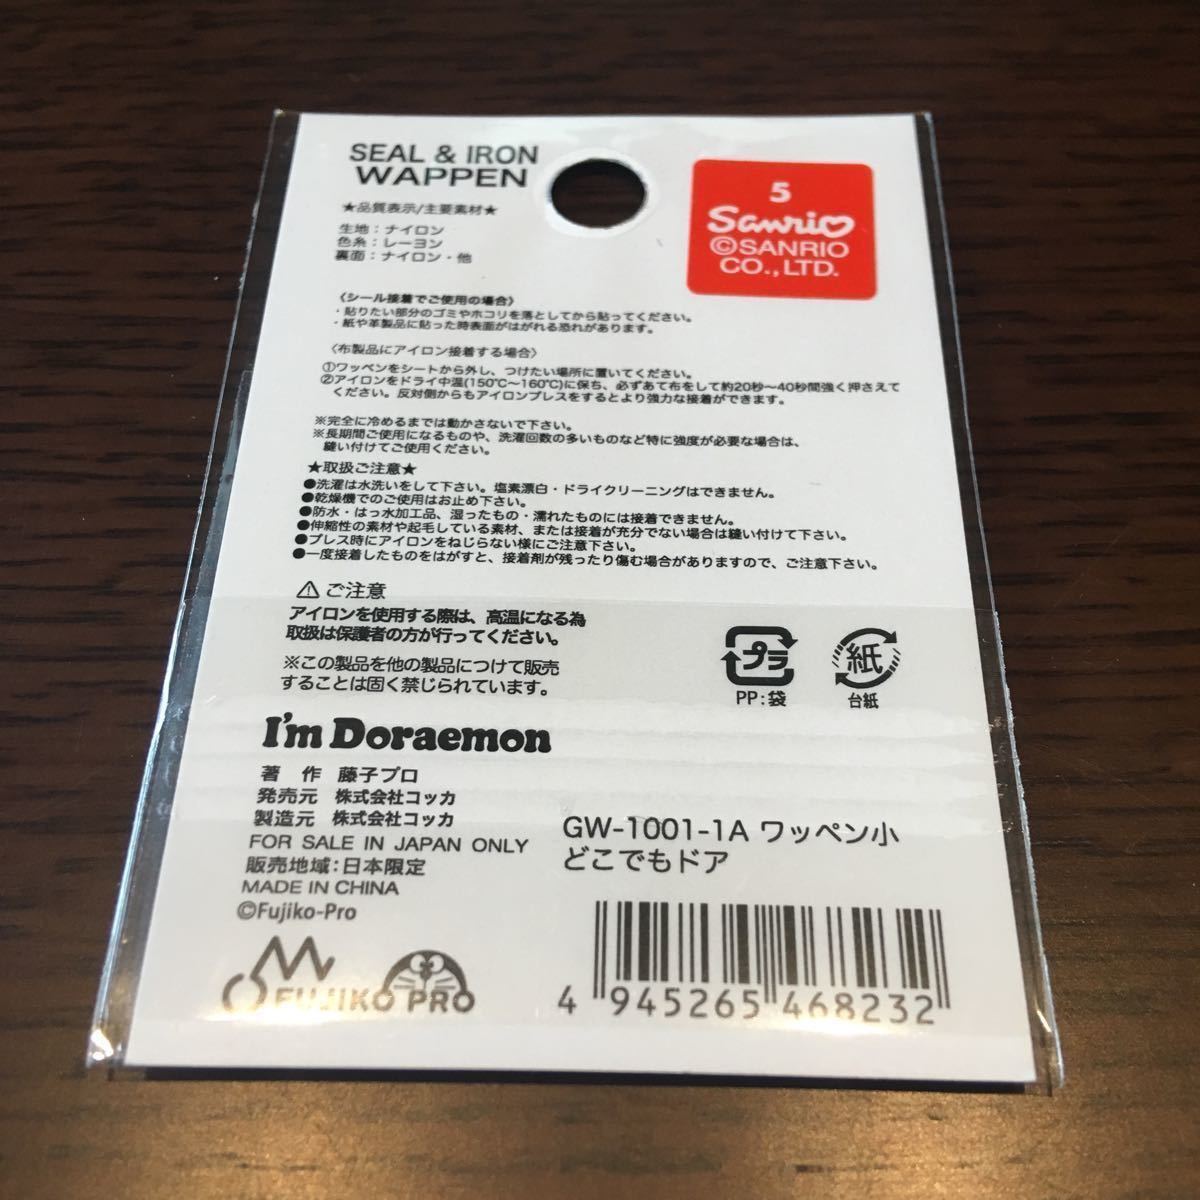 SEAL & IRON
WAPPEN
★品質表示/主要素材★
生地：ナイロン
色糸：レーヨン
裏面：ナイロン・他
5
Sanrio
©SANRIO
CO.,LTD.
〈シール接着でご使用の場合〉
・貼りたい部分のゴミやホコリを落としてから貼ってください。
・紙や革製品に貼った時表面がはがれる恐れがあります。
〈布製品にアイロン接着する場合〉
①ワッペンをシートから外し、つけたい場所に置いてください。
②アイロンをドライ中温(150℃〜160℃)に保ち、必ずあて布をして約20秒〜40秒間強く押さえて
ください。反対側からもアイロンプレスをするとより強力な接着ができます。
※完全に冷めるまでは動かさないで下さい。
※長期間ご使用になるものや、洗濯回数の多いものなど特に強度が必要な場合は、
縫い付けてご使用ください。
★取扱ご注意★
●洗濯は水洗いをして下さい。塩素漂白・ドライクリーニングはできません。
●乾燥機でのご使用はお止め下さい。
●防水・はっ水加工品、湿ったもの・濡れたものには接着できません。
●伸縮性の素材や起毛している素材、または接着が充分でない場合は縫い付けて下さい。
●プレス時にアイロンをねじらない様にご注意下さい。
●一度接着したものをはがすと、接着剤が残ったり傷む場合がありますので、ご注意下さい。
⚠ご注意
アイロンを使用する際は、高温になる為
取扱は保護者の方が行ってください。
※この製品を他の製品につけて販売
することは固く禁じられています。
プラ
PP:袋
紙
台紙
I'm Doraemon
著　作　藤子プロ
発売元　株式会社コッカ
製造元　株式会社コッカ
FOR SALE IN JAPAN ONLY
販売地域：日本限定
MADE IN CHINA
©Fujiko-Pro
FUJIKO PRO
GW-1001-1A ワッペン小
どこでもドア
4 945265 468232